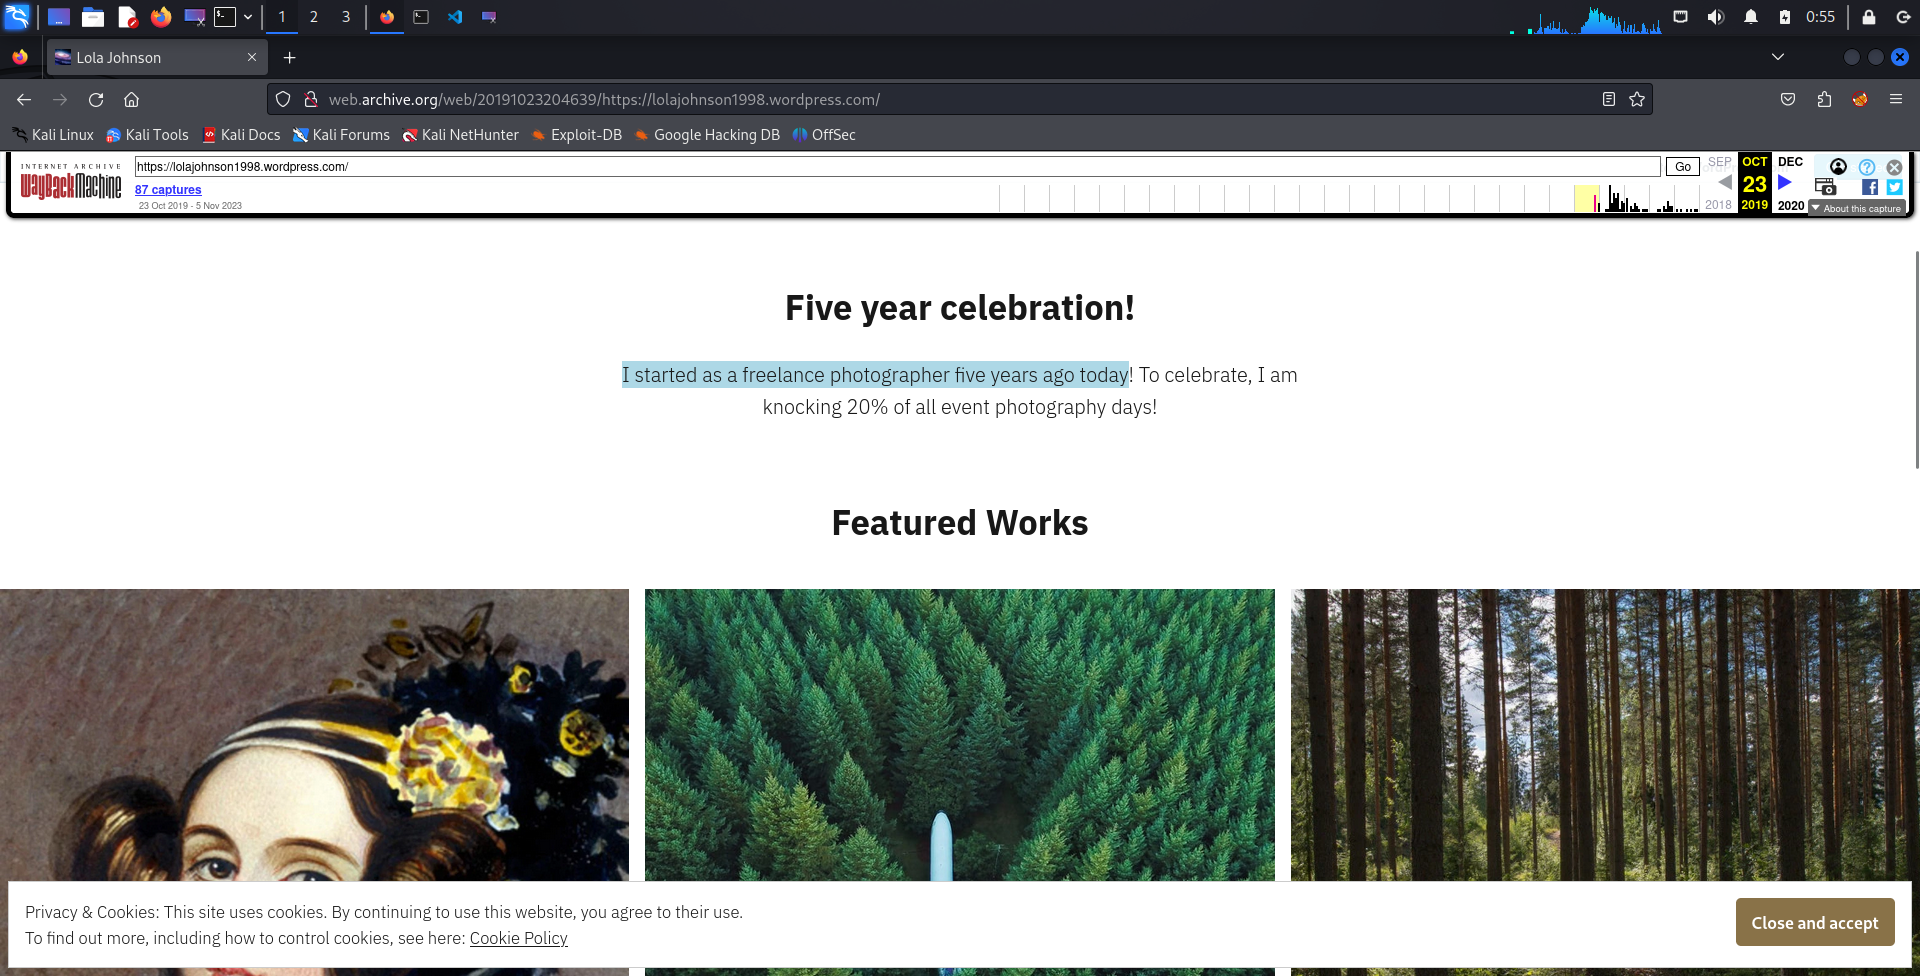 1 2 3 0:55
Lola Johnson
web.archive.org/web/20191023204639/https://lolajohnson1998.wordpress.com/
Kali Linux Kali Tools Kali Docs Kali Forums Kali NetHunter Exploit-DB Google Hacking DB OffSec
INTERNET ARCHIVE
WayBackMachine
https://lolajohnson1998.wordpress.com/ Go
87 captures
23 Oct 2019 - 5 Nov 2023
SEP OCT DEC
23
2018 2019 2020
About this capture
Five year celebration!
I started as a freelance photographer five years ago today! To celebrate, I am
knocking 20% of all event photography days!
Featured Works
Privacy & Cookies: This site uses cookies. By continuing to use this website, you agree to their use.
To find out more, including how to control cookies, see here: Cookie Policy
Close and accept